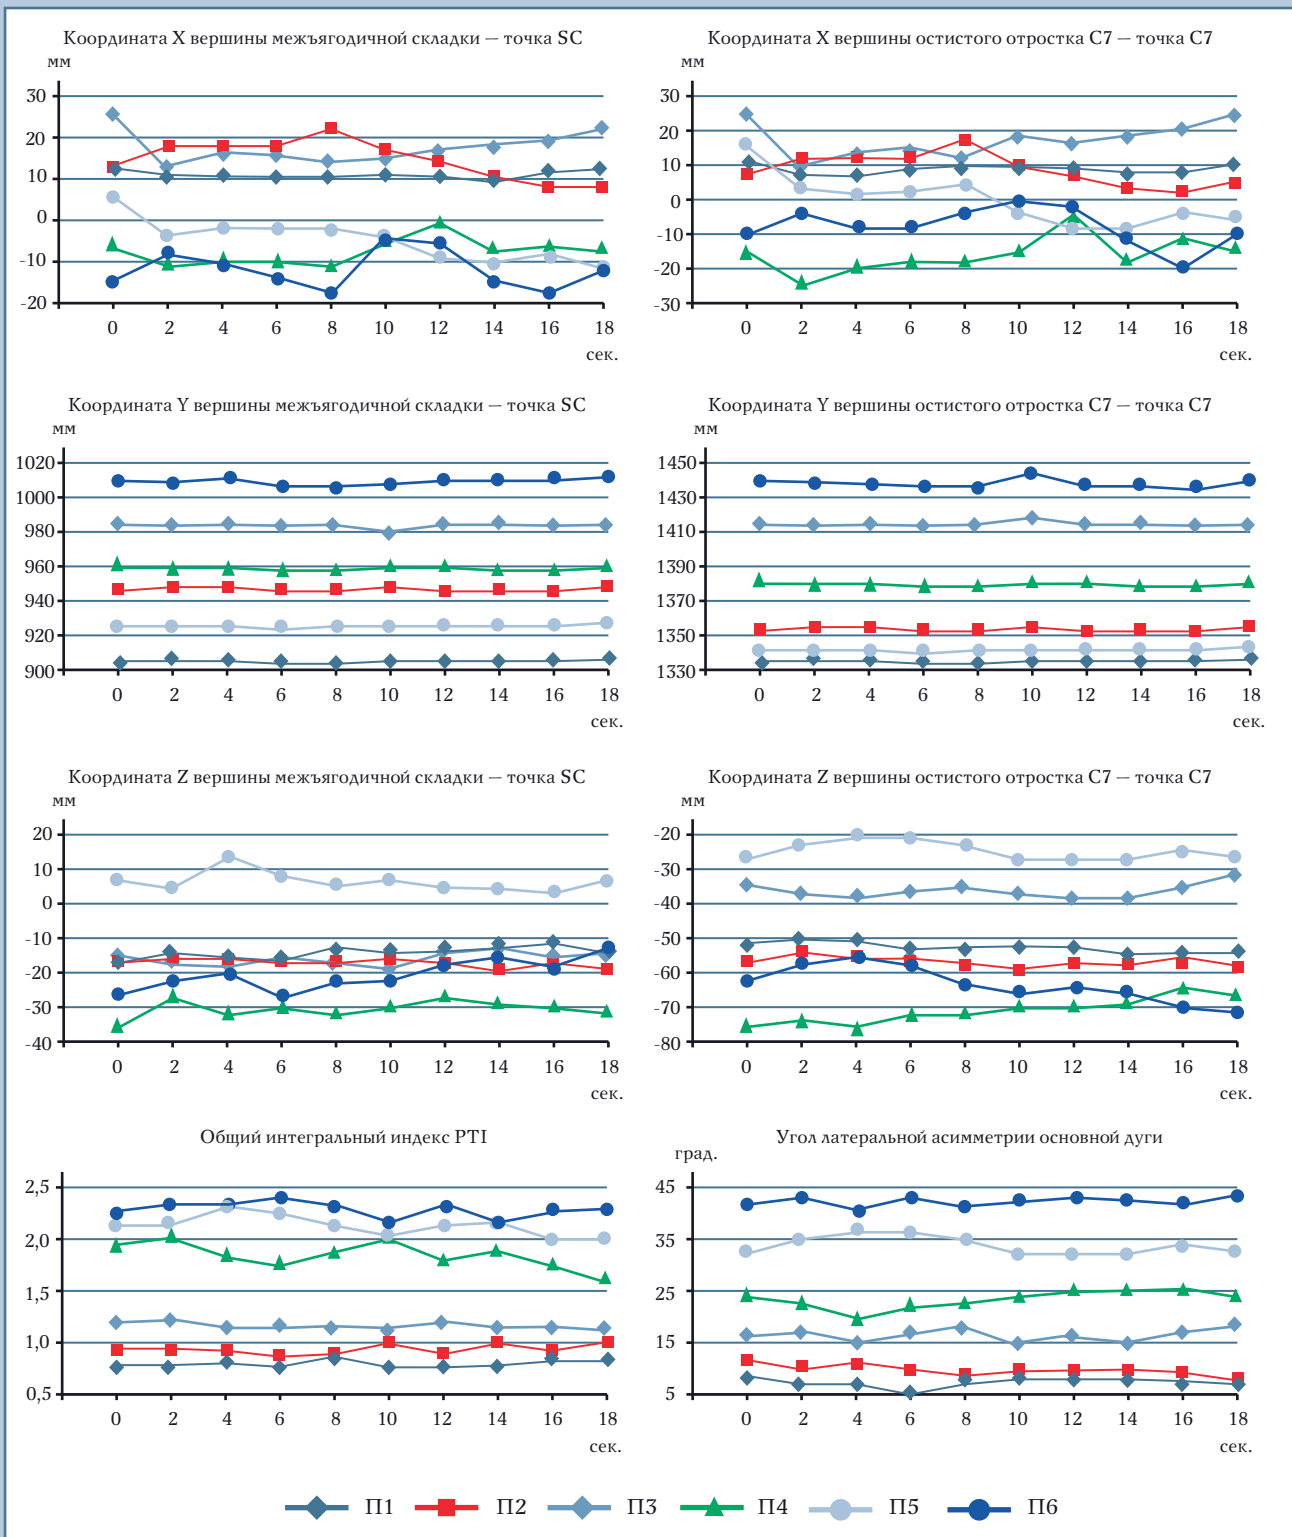 Координата X вершины межъягодичной складки — точка SC
мм
30
20
10
0
-10
-20
0 2 4 6 8 10 12 14 16 18
сек.
Координата X вершины остистого отростка C7 — точка C7
мм
30
20
10
0
-10
-20
-30
0 2 4 6 8 10 12 14 16 18
сек.
Координата Y вершины межъягодичной складки — точка SC
мм
1020
1000
980
960
940
920
900
0 2 4 6 8 10 12 14 16 18
сек.
Координата Y вершины остистого отростка C7 — точка C7
мм
1450
1430
1410
1390
1370
1350
1330
0 2 4 6 8 10 12 14 16 18
сек.
Координата Z вершины межъягодичной складки — точка SC
мм
20
10
0
-10
-20
-30
-40
0 2 4 6 8 10 12 14 16 18
сек.
Координата Z вершины остистого отростка C7 — точка C7
мм
-20
-30
-40
-50
-60
-70
-80
0 2 4 6 8 10 12 14 16 18
сек.
Общий интегральный индекс PTI
2,5
2,0
1,5
1,0
0,5
0 2 4 6 8 10 12 14 16 18
сек.
Угол латеральной асимметрии основной дуги
град.
45
35
25
15
5
0 2 4 6 8 10 12 14 16 18
сек.
П1 П2 П3 П4 П5 П6